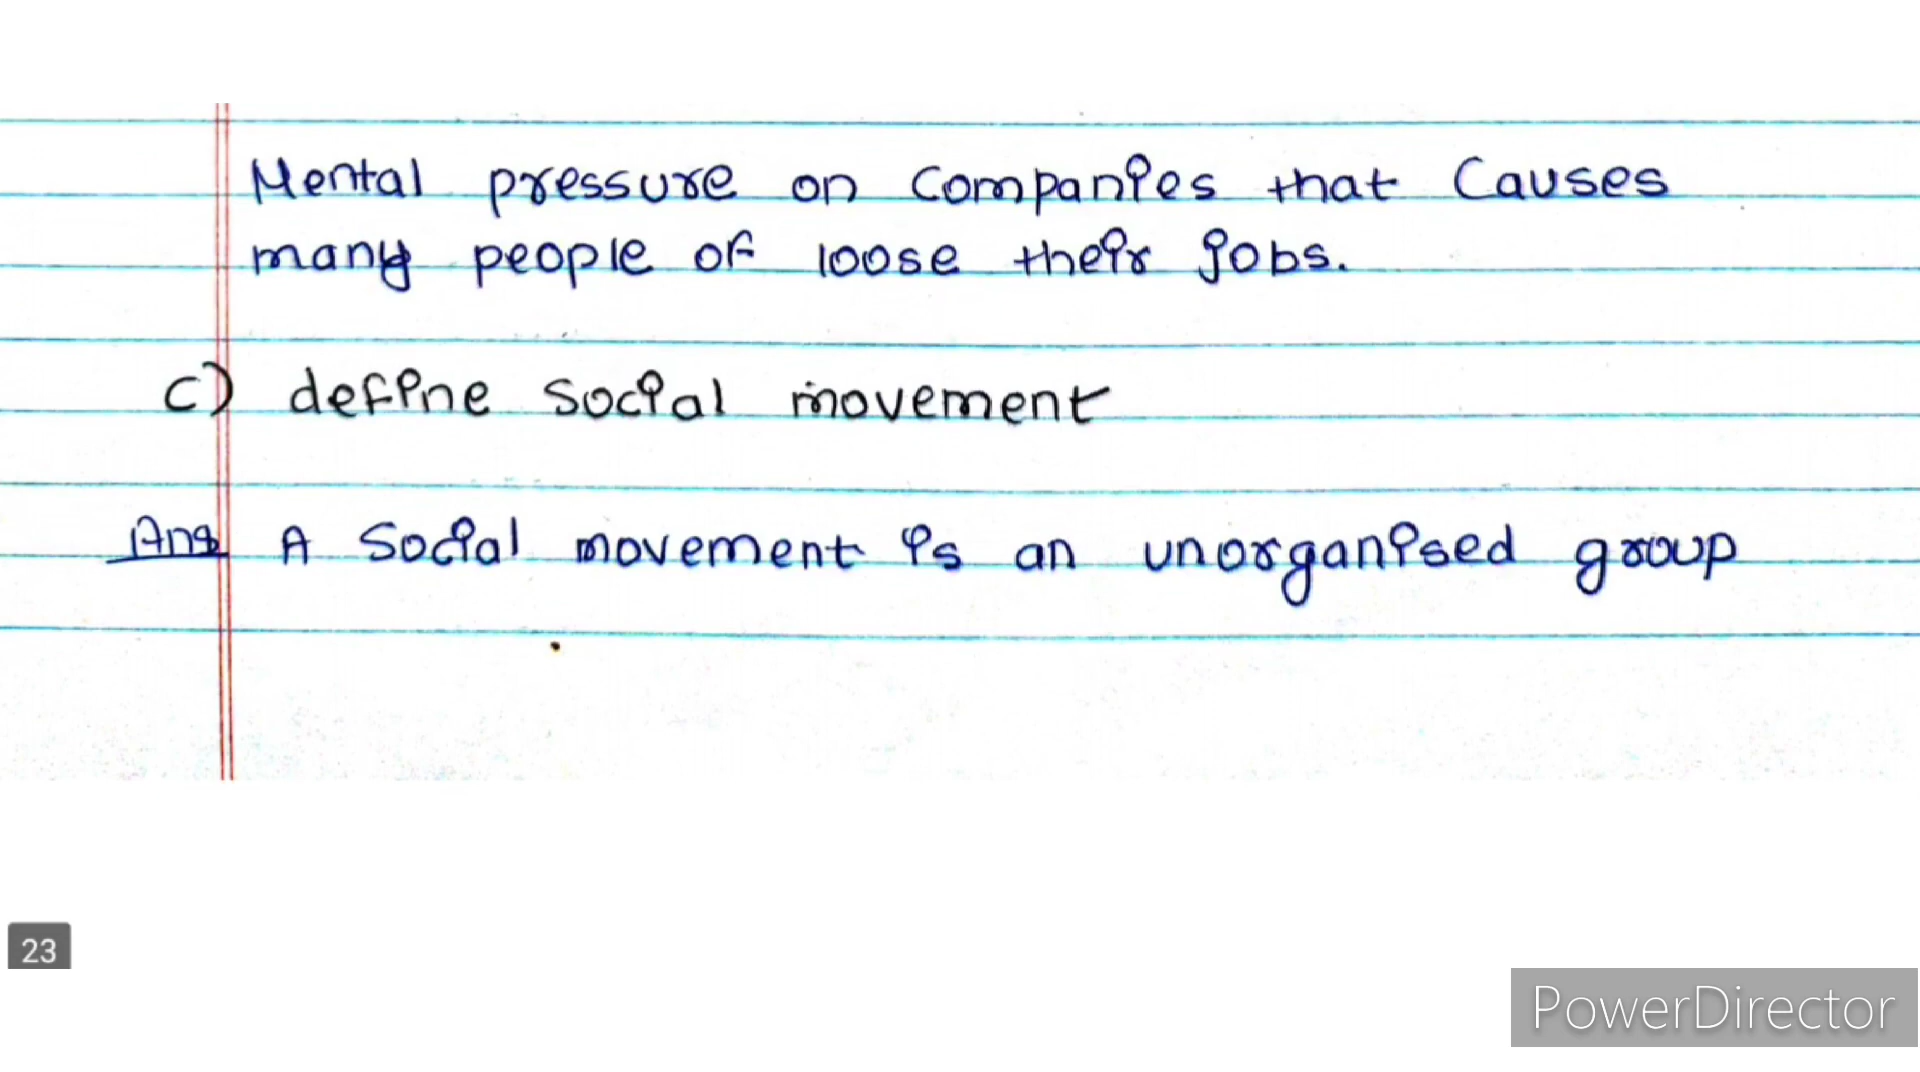 Mental pressure on Companies that Causes
many people of loose their jobs.
c) define social movement
Ans A social movement is an unorganised group
23
PowerDirector